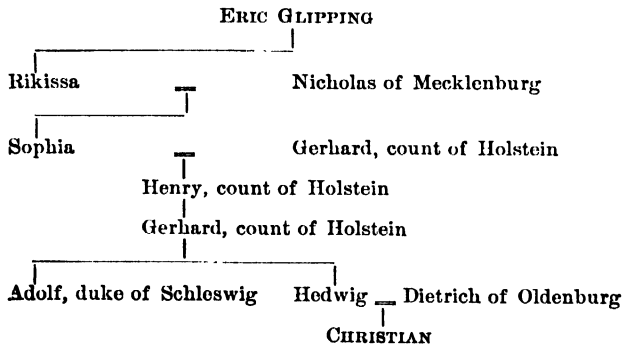 ERIC GLIPPING
Rikissa Nicholas of Mecklenburg
Sophia Gerhard, count of Holstein
Henry, count of Holstein
Gerhard, count of Holstein
Adolf, duke of Schleswig Hedwig Dietrich of Oldenburg
CHRISTIAN